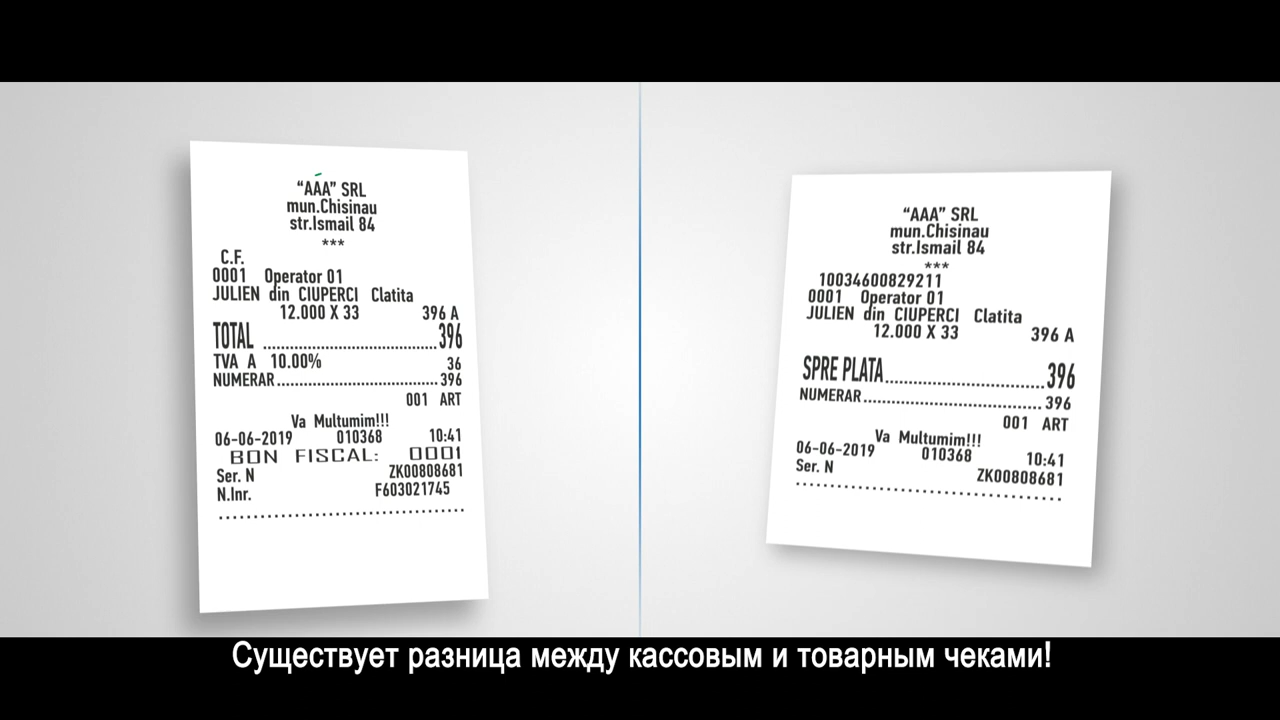 “AAA” SRL
mun.Chisinau
str.Ismail 84
***
C.F.
0001 Operator 01
JULIEN din CIUPERCI Clatita
12.000 X 33 396 A
TOTAL ........................................396
TVA A 10.00% 36
NUMERAR.....................................396
001 ART
Va Multumim!!!
06-06-2019 010368 10:41
BON FISCAL: 0001
Ser. N ZK00808681
N.Inr. F603021745
“AAA” SRL
mun.Chisinau
str.Ismail 84
***
10034600829211
0001 Operator 01
JULIEN din CIUPERCI Clatita
12.000 X 33 396 A
SPRE PLATA....................................396
NUMERAR.........................................396
001 ART
Va Multumim!!!
06-06-2019 010368 10:41
Ser. N ZK00808681
Существует разница между кассовым и товарным чеками!